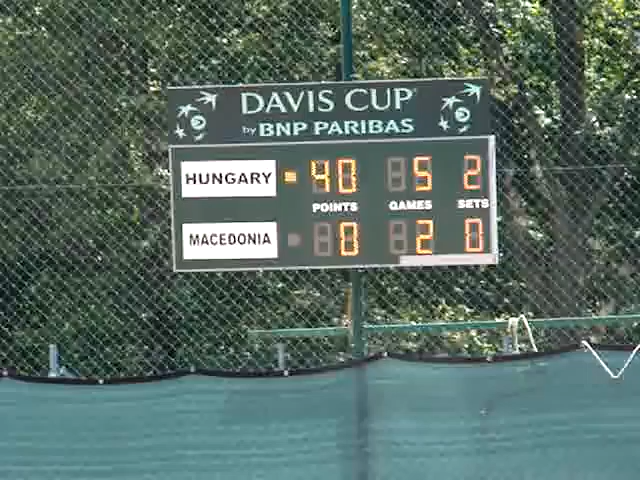 DAVIS CUP
by BNP PARIBAS
HUNGARY 40 5 2
POINTS GAMES SETS
MACEDONIA 0 2 0